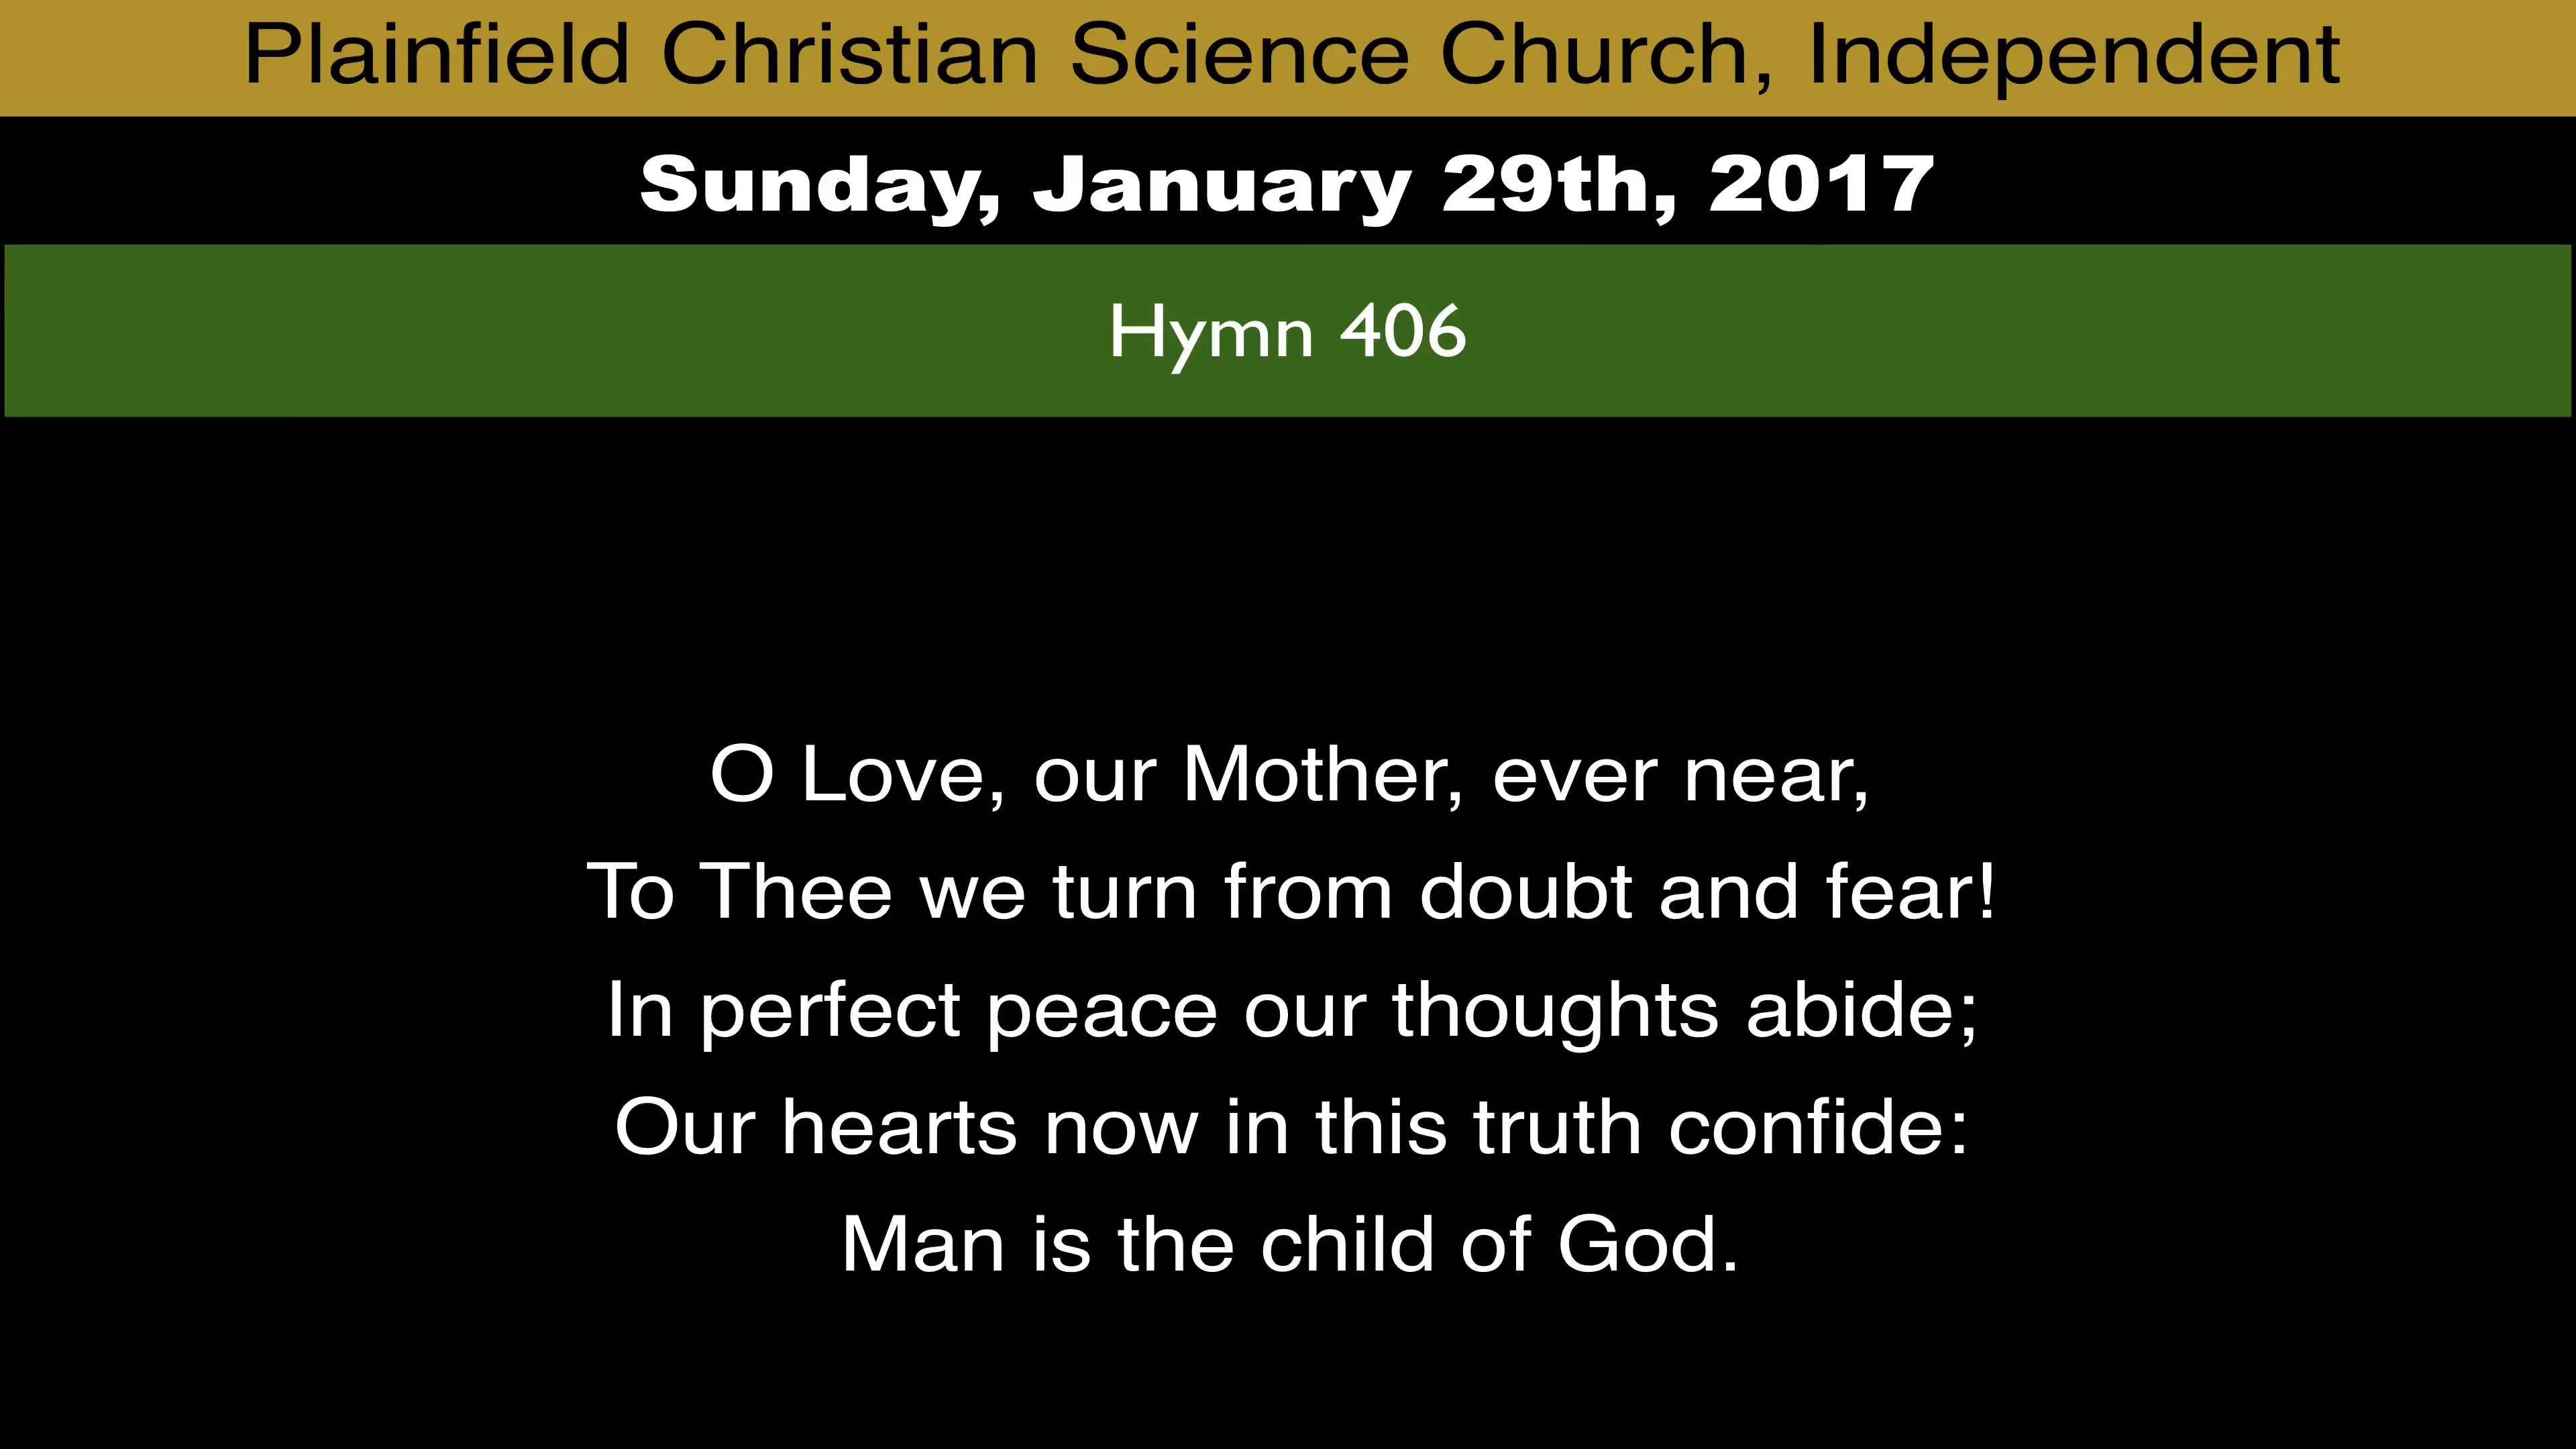 Plainfield Christian Science Church, Independent
Sunday, January 29th, 2017
Hymn 406
O Love, our Mother, ever near,
To Thee we turn from doubt and fear!
In perfect peace our thoughts abide;
Our hearts now in this truth confide:
Man is the child of God.